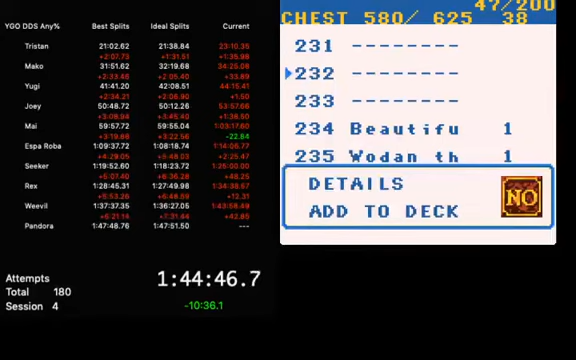 YGO DDS Any% Best Splits Ideal Splits Current
Tristan 21:02.62 21:38.84 23:10.35
+2:07.73 +1:31.51 +1:35.98
Mako 31:51.62 32:19.68 34:25.08
+2:33.46 +2:05.40 +33.89
Yugi 41:41.20 42:08.51 44:15.41
+2:34.21 +2:06.90 +1.50
Joey 50:48.72 50:12.26 53:57.66
+3:08.94 +3:45.40
Mai 59:57.72 59:55.04 1:03:17.60
+3:19.88 +3:22.56 -22.84
Espa Roba 1:09:37.72 1:08:18.74 1:14:06.77
+4:29.05 +5:48.03 +2:25.47
Seeker 1:19:52.60 1:18:23.72 1:25:00.00
+5:07.40 +6:36.28 +48.25
Rex 1:28:45.31 1:27:49.98 1:34:38.57
+5:53.26 +6:48.59 +12.31
Weevil 1:37:37.35 1:36:27.05 1:43:58.49
+6:21.14 +7:31.44 +42.85
Pandora 1:47:48.76 1:47:51.50 ---
Attempts
Total 180
Session 4
1:44:46.7
-10:36.1
47/200
CHEST 580/ 625 38
231 --------
232 --------
233 --------
234 Beautifu 1
235 Wodan th 1
DETAILS
ADD TO DECK
NO